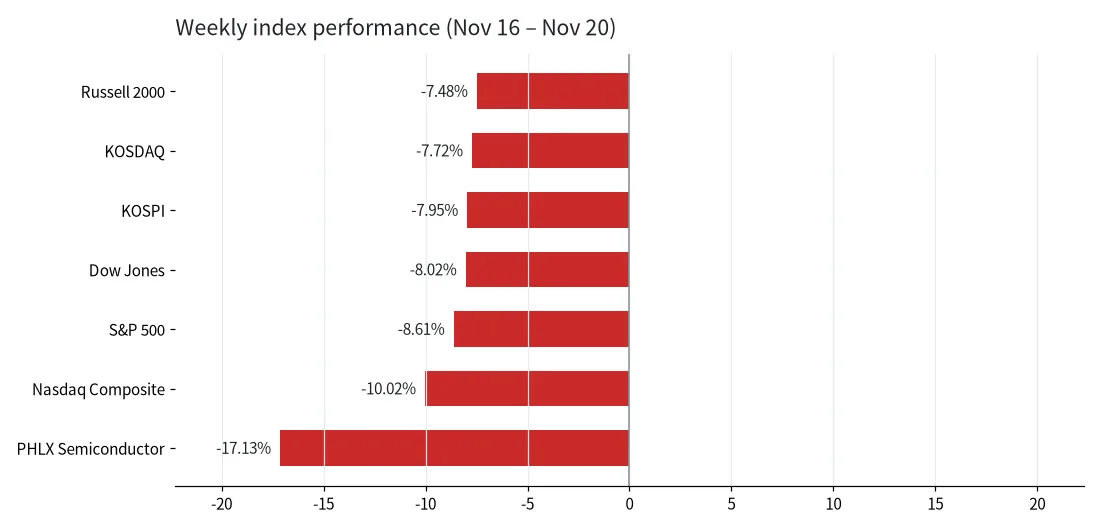 Weekly index performance (Nov 16 – Nov 20)
Russell 2000 -7.48%
KOSDAQ -7.72%
KOSPI -7.95%
Dow Jones -8.02%
S&P 500 -8.61%
Nasdaq Composite -10.02%
PHLX Semiconductor -17.13%
-20 -15 -10 -5 0 5 10 15 20